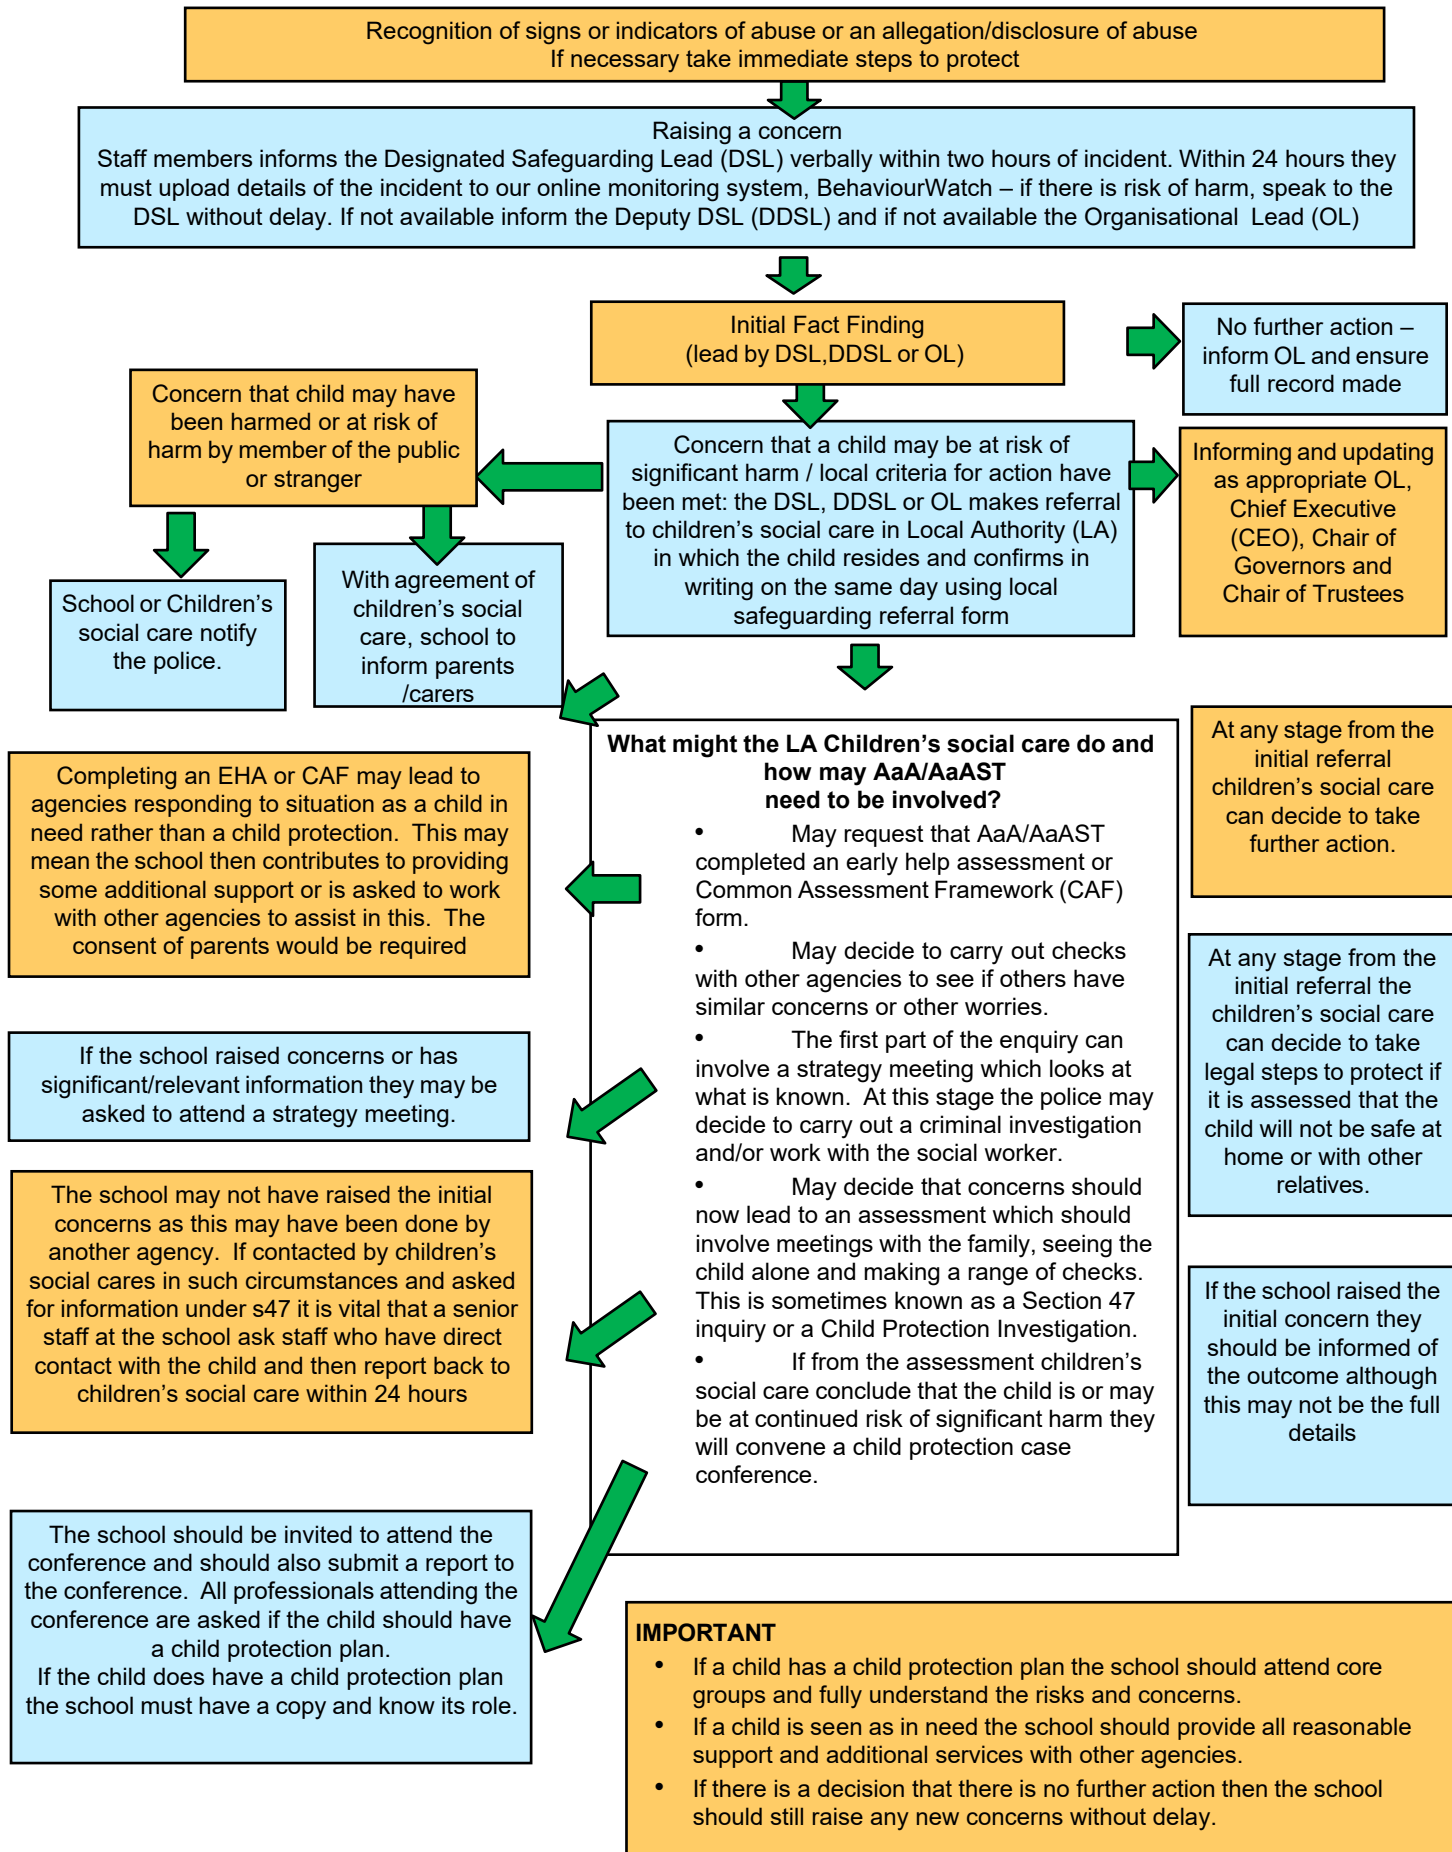 Recognition of signs or indicators of abuse or an allegation/disclosure of abuse
If necessary take immediate steps to protect
Raising a concern
Staff members informs the Designated Safeguarding Lead (DSL) verbally within two hours of incident. Within 24 hours they
must upload details of the incident to our online monitoring system, BehaviourWatch – if there is risk of harm, speak to the
DSL without delay. If not available inform the Deputy DSL (DDSL) and if not available the Organisational Lead (OL)
Initial Fact Finding
(lead by DSL,DDSL or OL)
No further action –
inform OL and ensure
full record made
Concern that child may have
been harmed or at risk of
harm by member of the public
or stranger
Concern that a child may be at risk of
significant harm / local criteria for action have
been met: the DSL, DDSL or OL makes referral
to children’s social care in Local Authority (LA)
in which the child resides and confirms in
writing on the same day using local
safeguarding referral form
Informing and updating
as appropriate OL,
Chief Executive
(CEO), Chair of
Governors and
Chair of Trustees
School or Children’s
social care notify
the police.
With agreement of
children’s social
care, school to
inform parents
/carers
What might the LA Children’s social care do and
how may AaA/AaAST
need to be involved?
• May request that AaA/AaAST
completed an early help assessment or
Common Assessment Framework (CAF)
form.
• May decide to carry out checks
with other agencies to see if others have
similar concerns or other worries.
• The first part of the enquiry can
involve a strategy meeting which looks at
what is known. At this stage the police may
decide to carry out a criminal investigation
and/or work with the social worker.
• May decide that concerns should
now lead to an assessment which should
involve meetings with the family, seeing the
child alone and making a range of checks.
This is sometimes known as a Section 47
inquiry or a Child Protection Investigation.
• If from the assessment children’s
social care conclude that the child is or may
be at continued risk of significant harm they
will convene a child protection case
conference.
Completing an EHA or CAF may lead to
agencies responding to situation as a child in
need rather than a child protection. This may
mean the school then contributes to providing
some additional support or is asked to work
with other agencies to assist in this. The
consent of parents would be required
If the school raised concerns or has
significant/relevant information they may be
asked to attend a strategy meeting.
The school may not have raised the initial
concerns as this may have been done by
another agency. If contacted by children’s
social cares in such circumstances and asked
for information under s47 it is vital that a senior
staff at the school ask staff who have direct
contact with the child and then report back to
children’s social care within 24 hours
The school should be invited to attend the
conference and should also submit a report to
the conference. All professionals attending the
conference are asked if the child should have
a child protection plan.
If the child does have a child protection plan
the school must have a copy and know its role.
At any stage from the
initial referral
children’s social care
can decide to take
further action.
At any stage from the
initial referral the
children’s social care
can decide to take
legal steps to protect if
it is assessed that the
child will not be safe at
home or with other
relatives.
If the school raised the
initial concern they
should be informed of
the outcome although
this may not be the full
details
IMPORTANT
• If a child has a child protection plan the school should attend core
groups and fully understand the risks and concerns.
• If a child is seen as in need the school should provide all reasonable
support and additional services with other agencies.
• If there is a decision that there is no further action then the school
should still raise any new concerns without delay.